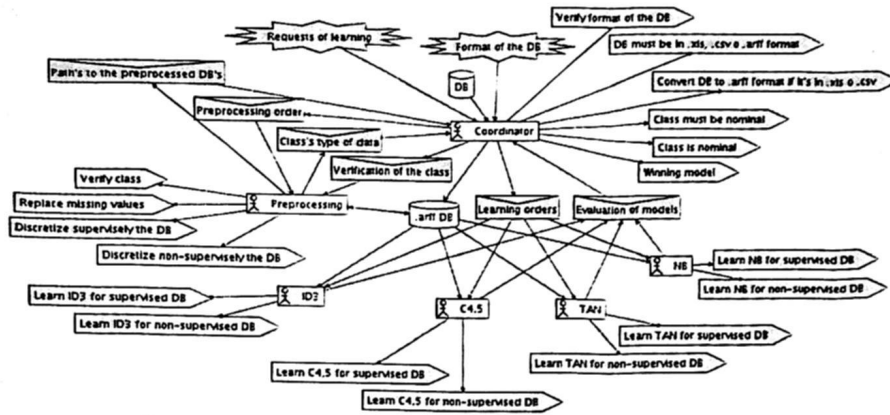 Verify format of the DB
Requests of learning
Format of the DB
DB must be in .xls, .csv o .arff format
Path's to the preprocessed DB's
DB
Convert DB to .arff format if it's in .xls o .csv
Preprocessing order
Class must be nominal
Coordinator
Class's type of data
Class is nominal
Verification of the class
Winning model
Verify class
Replace missing values
Preprocessing
.arff DB
Learning orders
Evaluation of models
Discretize supervisely the DB
Discretize non-supervisely the DB
NB
Learn NB for supervised DB
Learn NB for non-supervised DB
Learn ID3 for supervised DB
ID3
Learn ID3 for non-supervised DB
C4.5
TAN
Learn TAN for supervised DB
Learn TAN for non-supervised DB
Learn C4.5 for supervised DB
Learn C4.5 for non-supervised DB